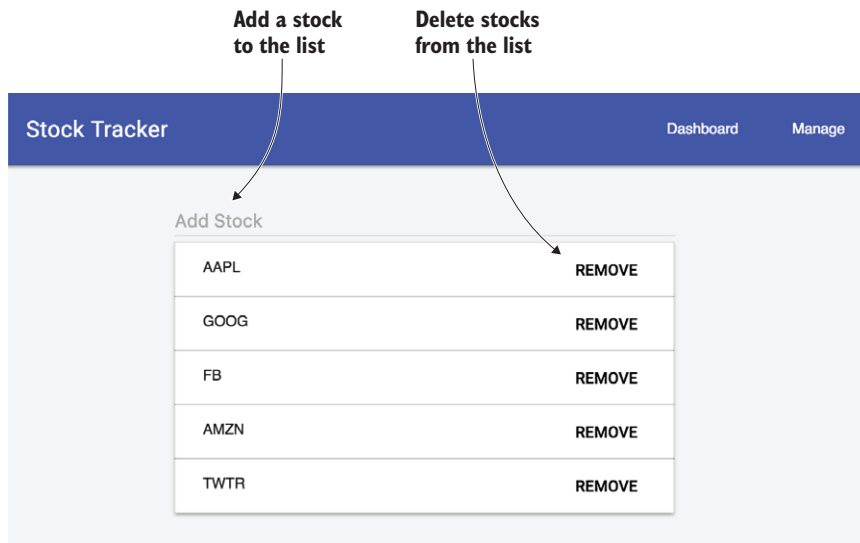 Add a stock
to the list
Delete stocks
from the list
Stock Tracker
Dashboard
Manage
Add Stock
AAPL
REMOVE
GOOG
REMOVE
FB
REMOVE
AMZN
REMOVE
TWTR
REMOVE